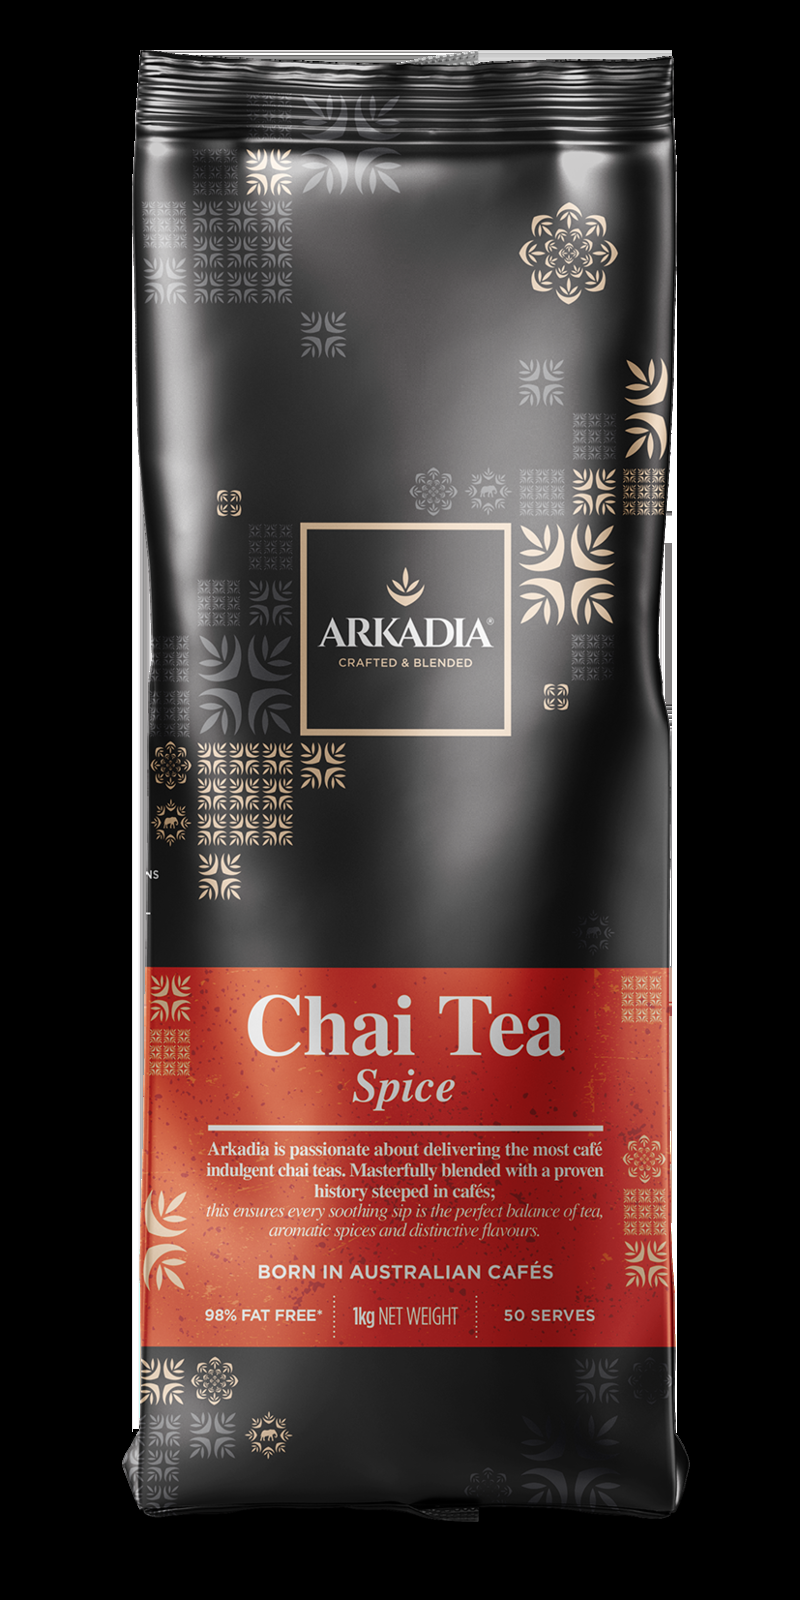 ARKADIA®
CRAFTED & BLENDED
NS
Chai Tea
Spice
Arkadia is passionate about delivering the most café
indulgent chai teas. Masterfully blended with a proven
history steeped in cafés;
this ensures every soothing sip is the perfect balance of tea,
aromatic spices and distinctive flavours.
BORN IN AUSTRALIAN CAFÉS
98% FAT FREE*
1kg NET WEIGHT
50 SERVES